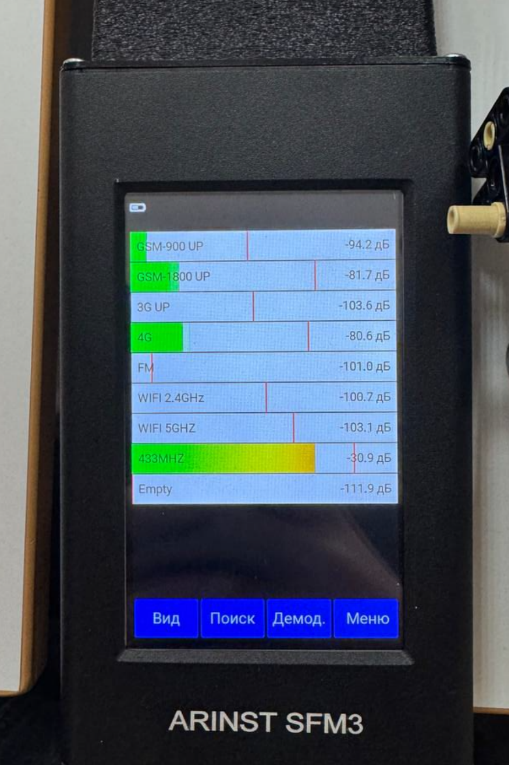 GSM-900 UP -94.2 дБ
GSM-1800 UP -81.7 дБ
3G UP -103.6 дБ
4G -80.6 дБ
FM -101.0 дБ
WIFI 2.4GHz -100.7 дБ
WIFI 5GHZ -103.1 дБ
433MHZ -30.9 дБ
Empty -111.9 дБ
Вид Поиск Демод. Меню
ARINST SFM3